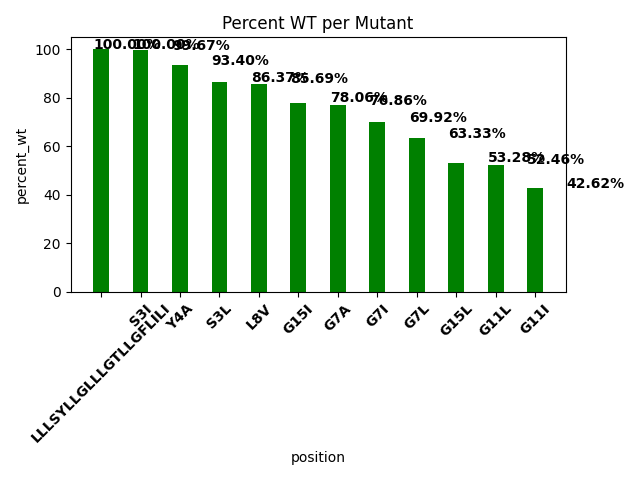 Percent WT per Mutant
100.00%
100.00%
99.67%
93.40%
86.37%
85.69%
78.06%
76.86%
69.92%
63.33%
53.28%
52.46%
42.62%
percent_wt
100
80
60
40
20
0
LLLSYLLGLLLGTLLGFLILI
S3I
Y4A
S3L
L8V
G15I
G7A
G7I
G7L
G15L
G11L
G11I
position